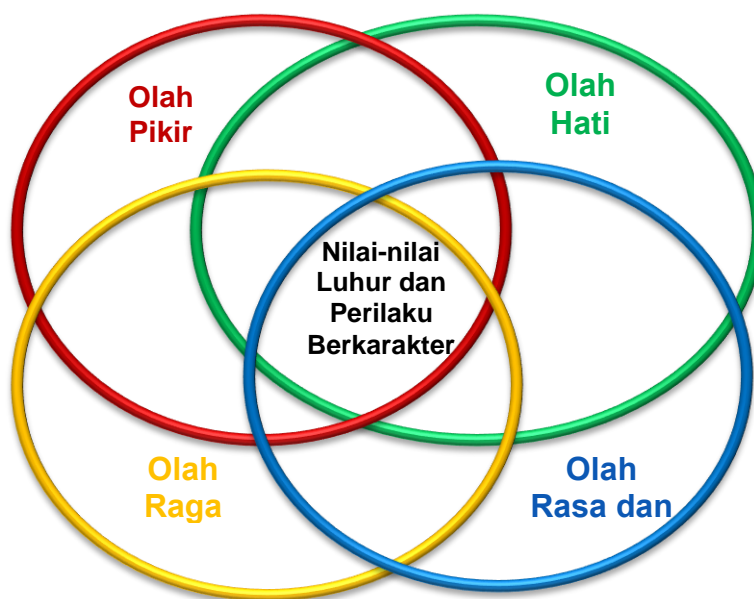 Olah
Pikir
Olah
Hati
Nilai-nilai
Luhur dan
Perilaku
Berkarakter
Olah
Raga
Olah
Rasa dan